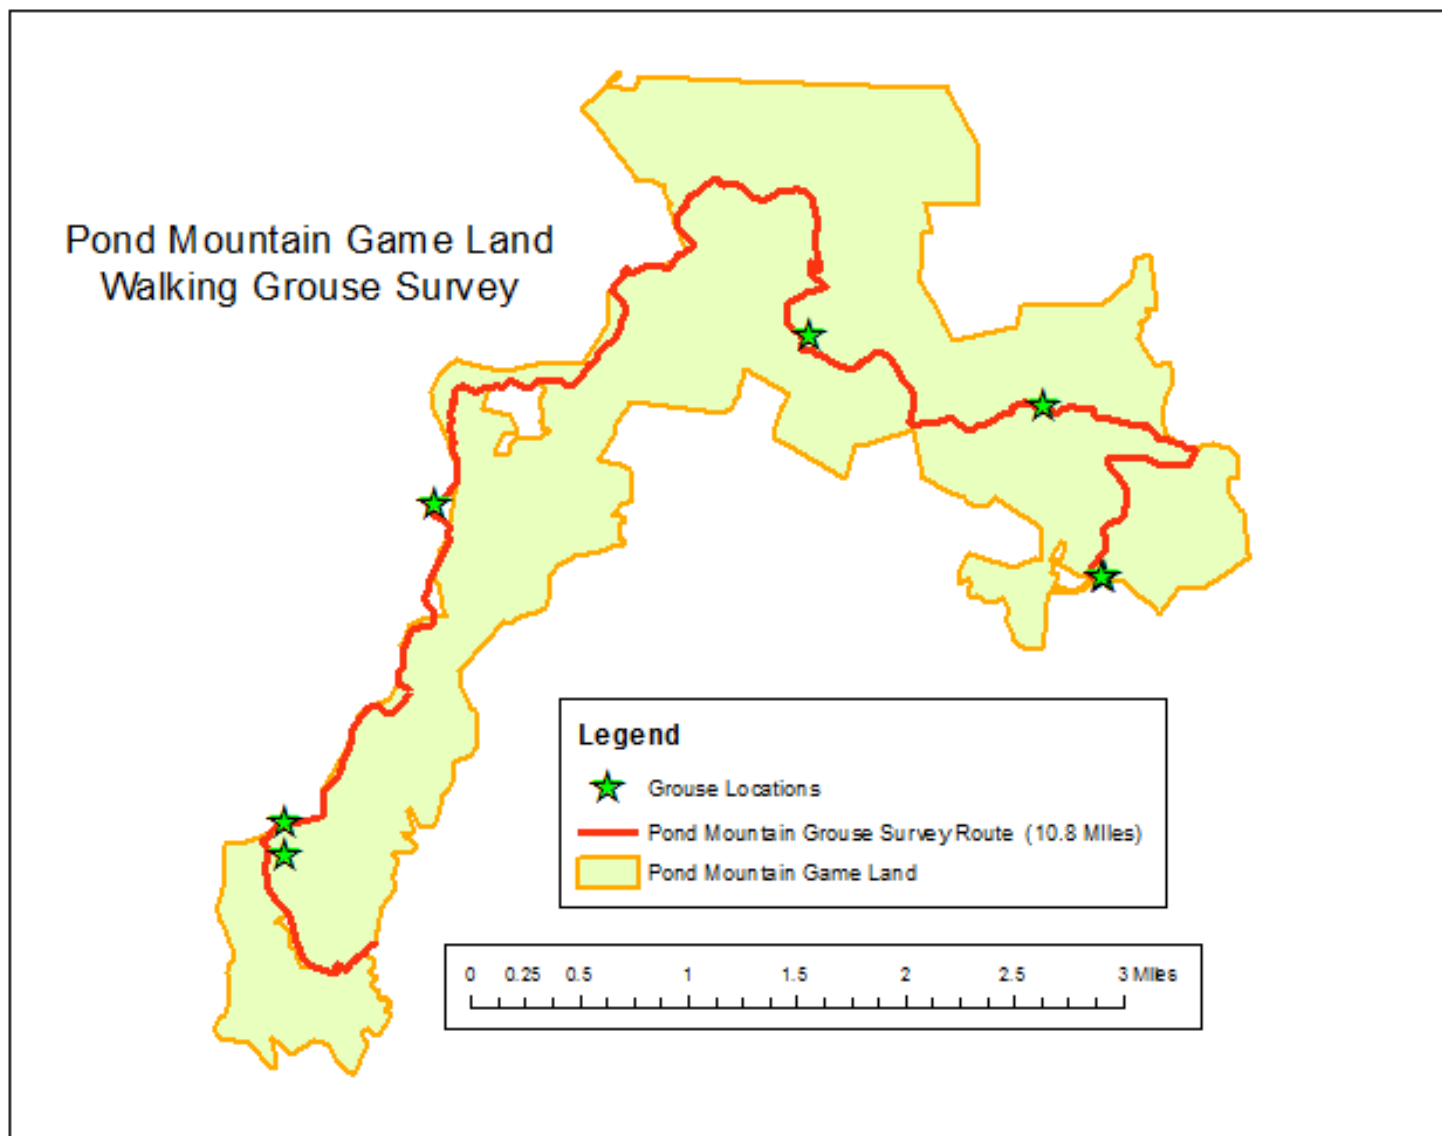 Pond Mountain Game Land
Walking Grouse Survey
Legend
Grouse Locations
Pond Mountain Grouse Survey Route (10.8 MIles)
Pond Mountain Game Land
0 0.25 0.5 1 1.5 2 2.5 3 Miles